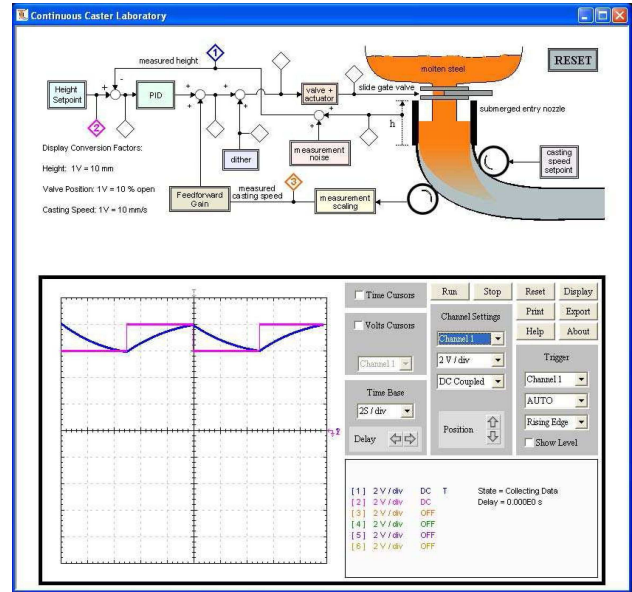 Continuous Caster Laboratory
1
measured height
molten steel
RESET
Height
Setpoint
+
-
PID
+
+
+
+
valve +
actuator
slide gate valve
submerged entry nozzle
2
+
+
h
Display Conversion Factors:
dither
measurement
noise
casting
speed
setpoint
Height: 1V = 10 mm
Valve Position: 1V = 10 % open
Casting Speed: 1V = 10 mm/s
Feedforward
Gain
measured
casting speed
3
measurement
scaling
T
Time Cursors
Run
Stop
Reset
Display
Volts Cursors
Channel Settings
Print
Export
Channel 1
Help
About
Channel 1
2 V / div
Trigger
Time Base
DC Coupled
Channel 1
2S / div
AUTO
Delay
Position
Rising Edge
Show Level
[ 1 ] 2 V / div DC T State = Collecting Data
[ 2 ] 2 V / div DC Delay = 0.000E0 s
[ 3 ] 2 V / div OFF
[ 4 ] 2 V / div OFF
[ 5 ] 2 V / div OFF
[ 6 ] 2 V / div OFF